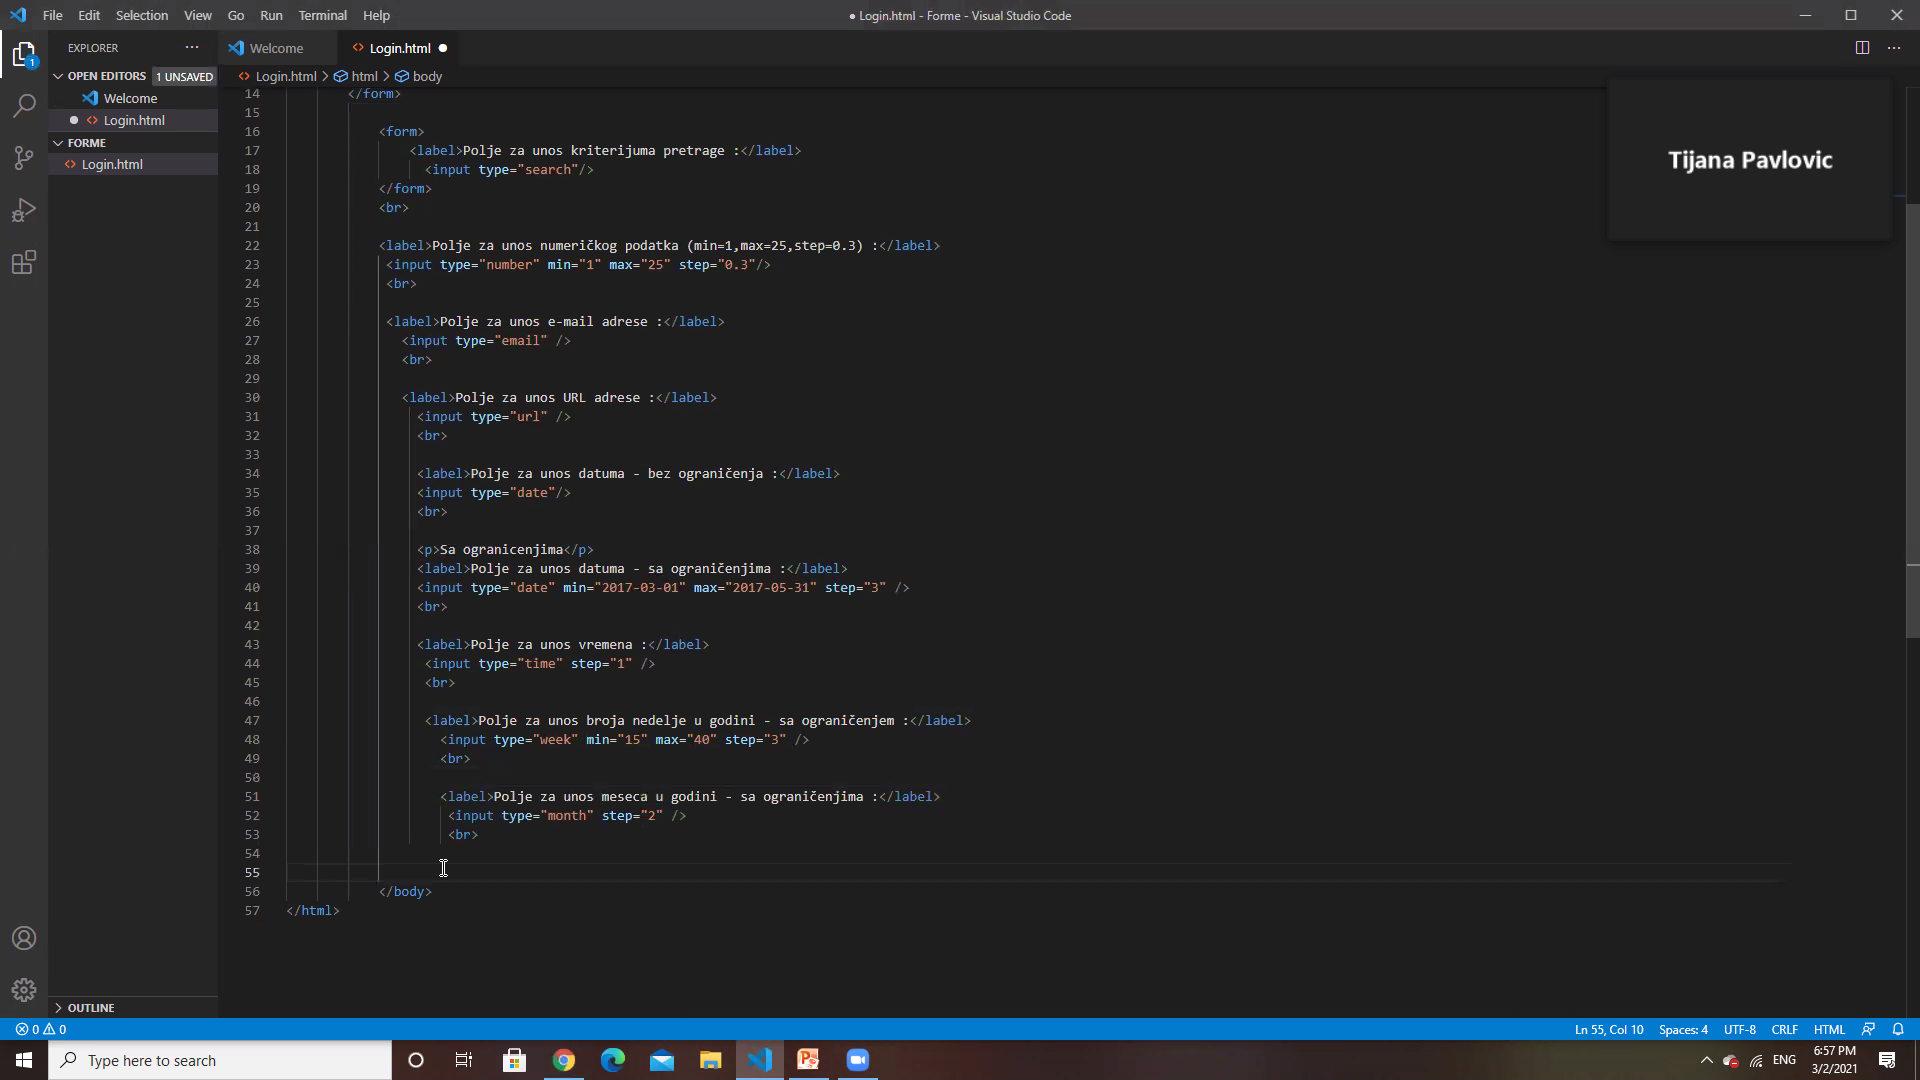 File Edit Selection View Go Run Terminal Help
● Login.html - Forme - Visual Studio Code
EXPLORER
Welcome
Login.html
OPEN EDITORS 1 UNSAVED
Login.html > html > body
Welcome
Login.html
FORME
Login.html
14 </form>
15
16 <form>
17 <label>Polje za unos kriterijuma pretrage :</label>
18 <input type="search"/>
19 </form>
20 <br>
21
22 <label>Polje za unos numeričkog podatka (min=1,max=25,step=0.3) :</label>
23 <input type="number" min="1" max="25" step="0.3"/>
24 <br>
25
26 <label>Polje za unos e-mail adrese :</label>
27 <input type="email" />
28 <br>
29
30 <label>Polje za unos URL adrese :</label>
31 <input type="url" />
32 <br>
33
34 <label>Polje za unos datuma - bez ograničenja :</label>
35 <input type="date"/>
36 <br>
37
38 <p>Sa ogranicenjima</p>
39 <label>Polje za unos datuma - sa ograničenjima :</label>
40 <input type="date" min="2017-03-01" max="2017-05-31" step="3" />
41 <br>
42
43 <label>Polje za unos vremena :</label>
44 <input type="time" step="1" />
45 <br>
46
47 <label>Polje za unos broja nedelje u godini - sa ograničenjem :</label>
48 <input type="week" min="15" max="40" step="3" />
49 <br>
50
51 <label>Polje za unos meseca u godini - sa ograničenjima :</label>
52 <input type="month" step="2" />
53 <br>
54
55
56 </body>
57 </html>
Tijana Pavlovic
1
OUTLINE
0 0
Ln 55, Col 10 Spaces: 4 UTF-8 CRLF HTML
Type here to search
ENG
6:57 PM
3/2/2021